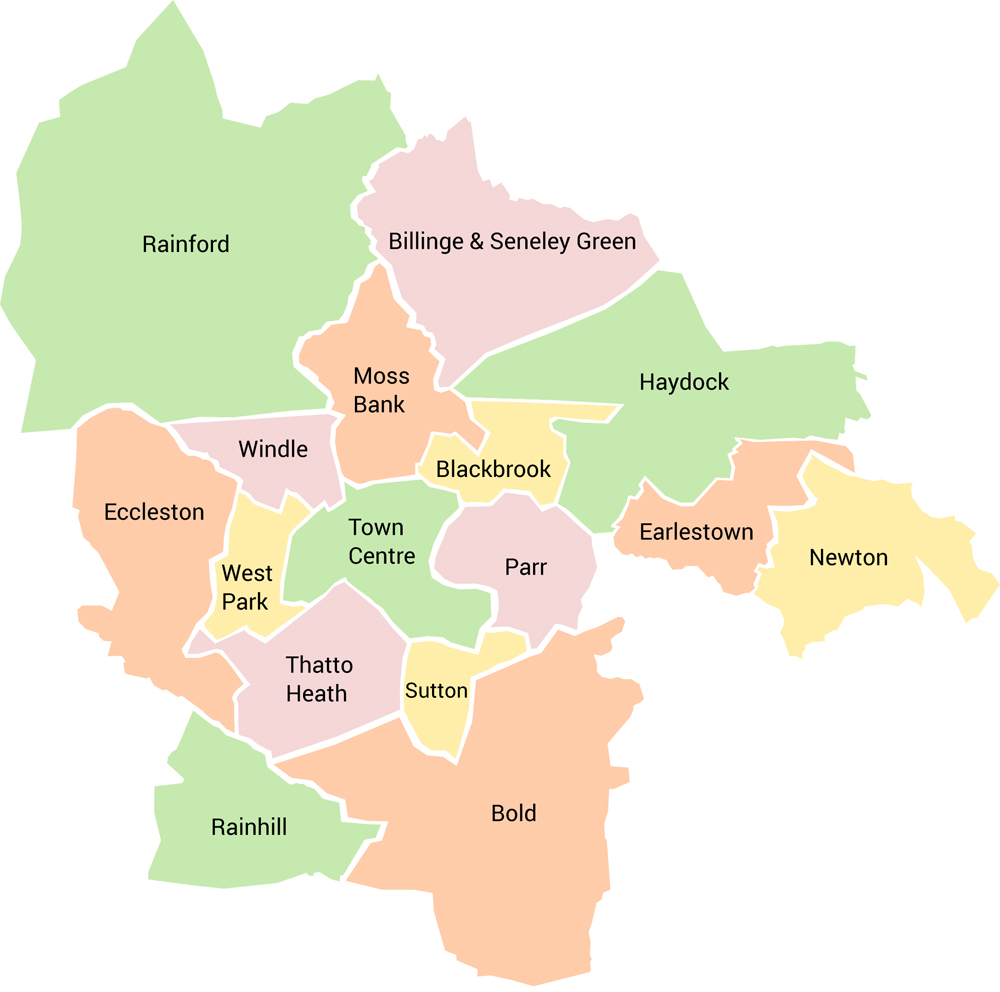 Rainford
Billinge & Seneley Green
Moss
Bank
Haydock
Windle
Blackbrook
Eccleston
Town
Centre
Earlestown
West
Park
Parr
Newton
Thatto
Heath
Sutton
Rainhill
Bold